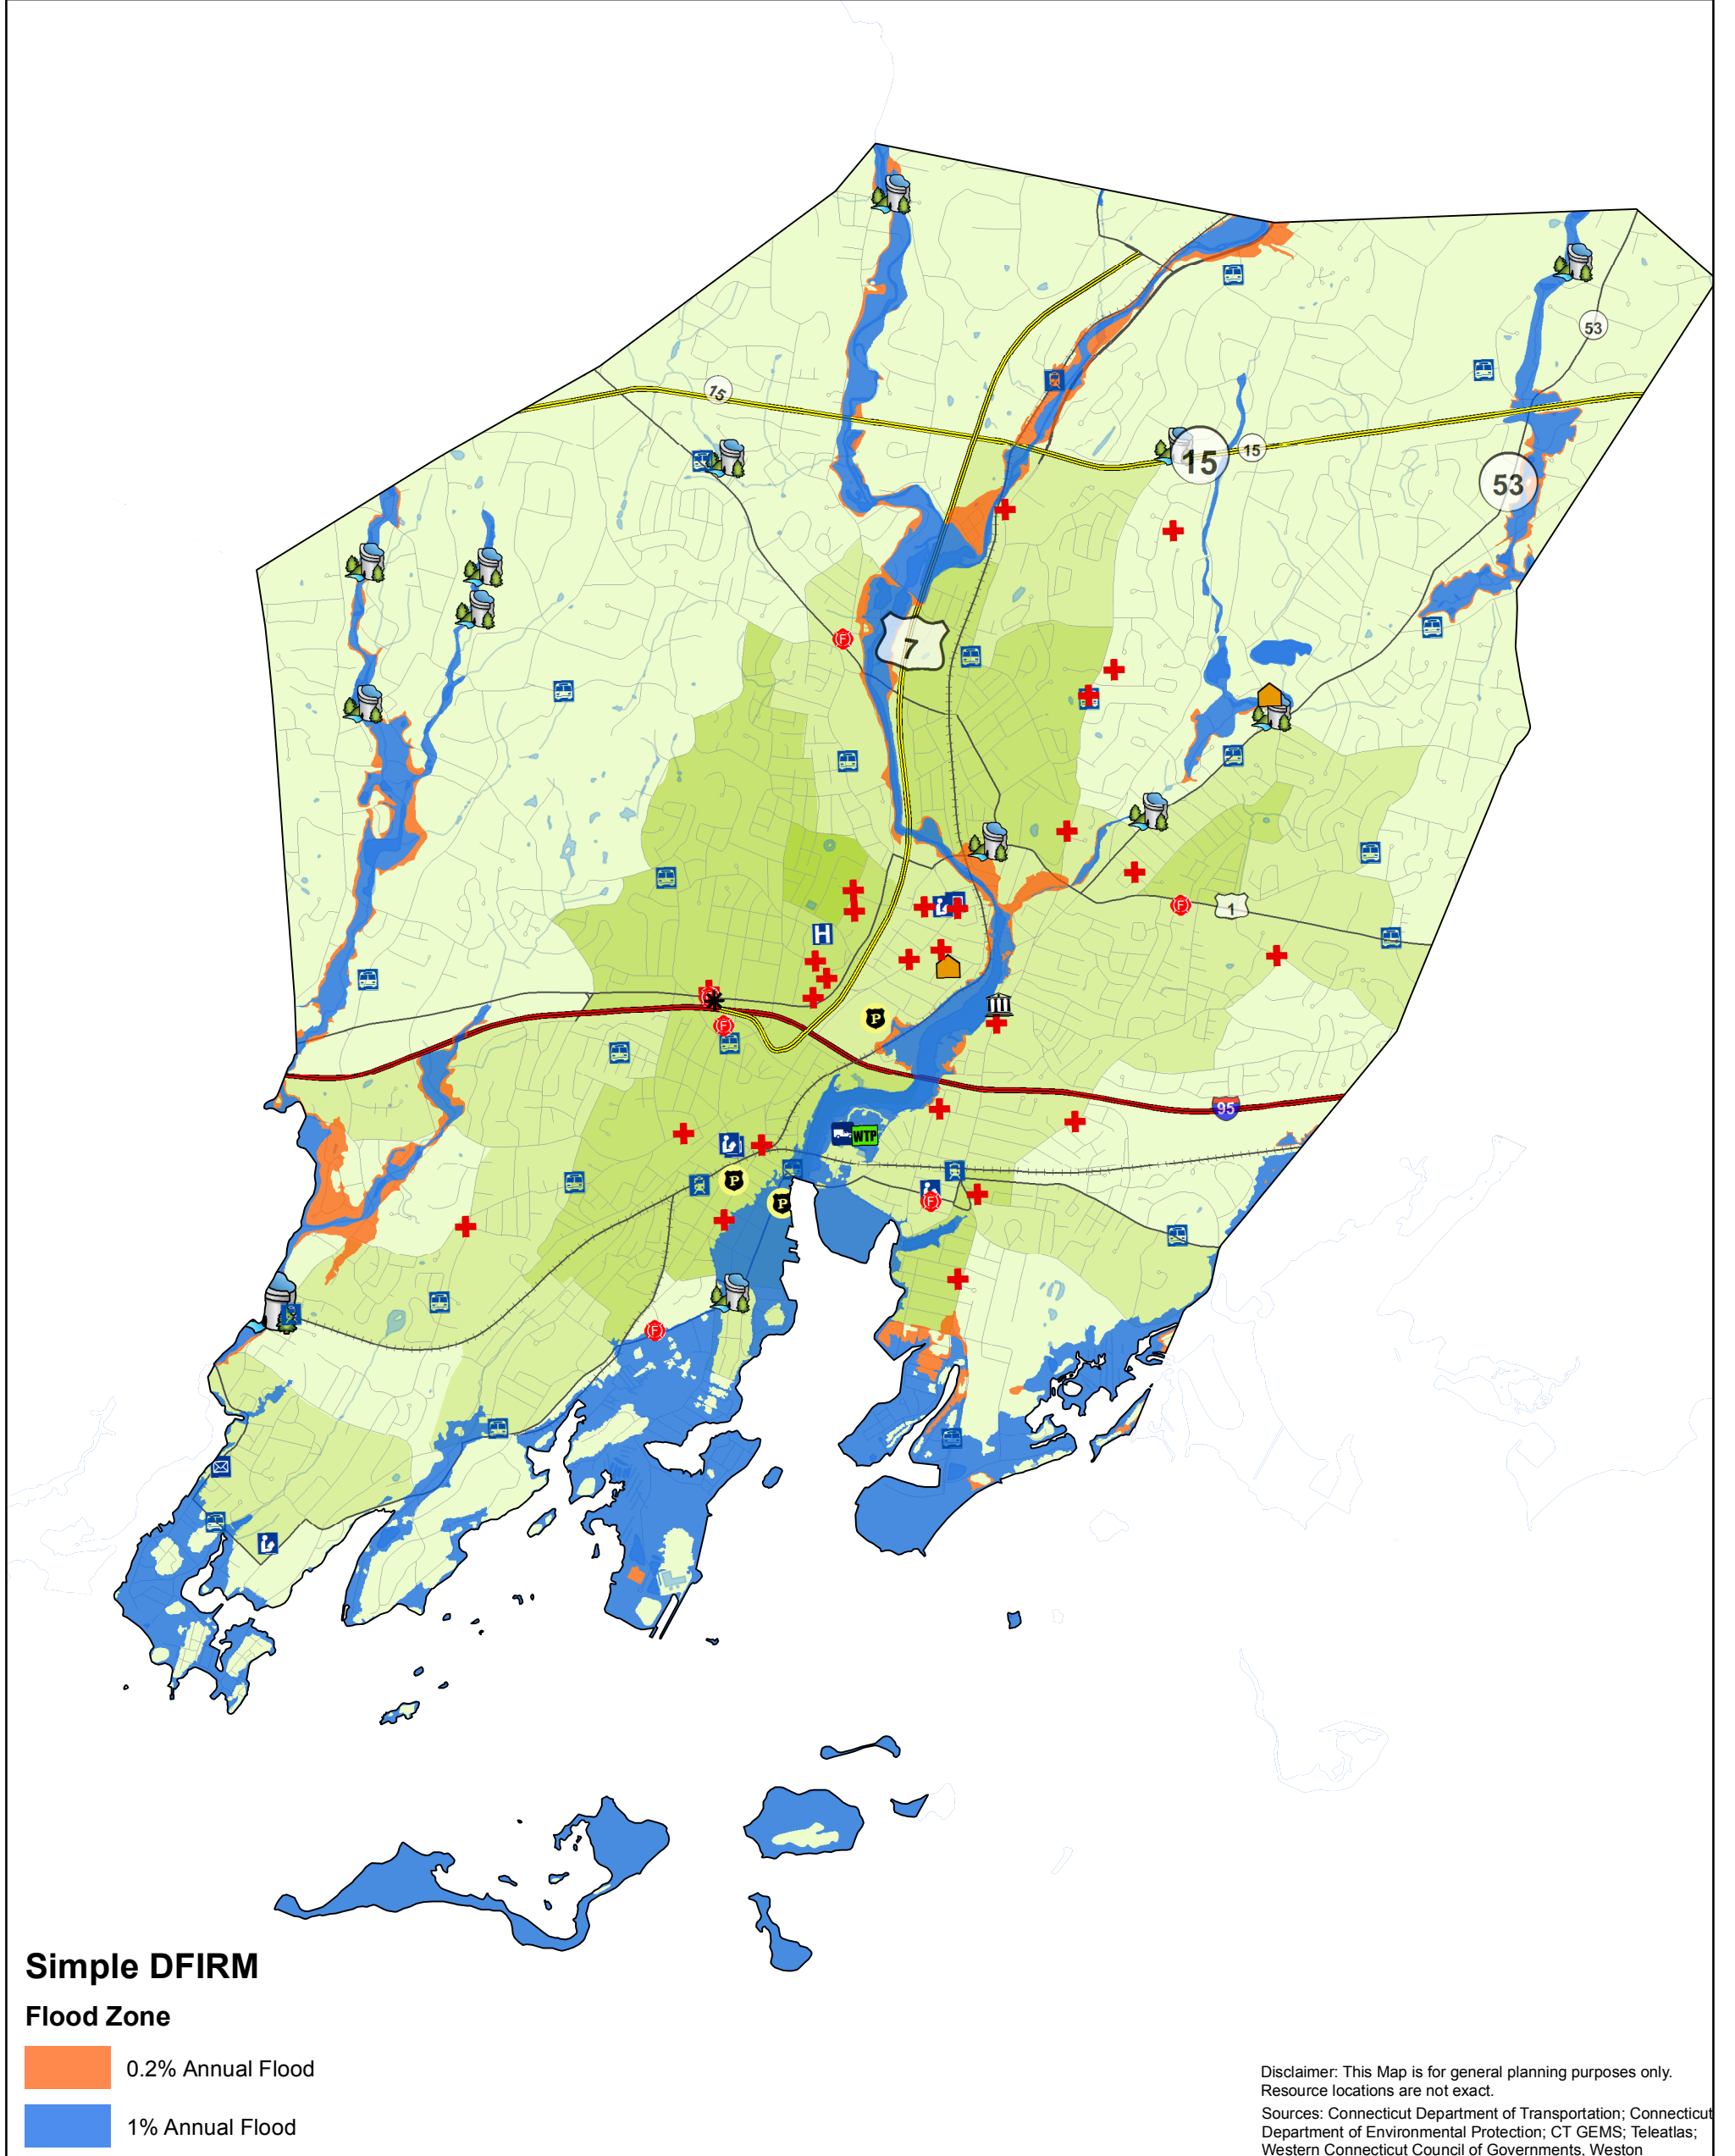 53
15
15
15
53
7
F
1
F
H
F
P
F
95
WTP
P
P
F
F
Simple DFIRM
Flood Zone
0.2% Annual Flood
1% Annual Flood
Disclaimer: This Map is for general planning purposes only.
Resource locations are not exact.
Sources: Connecticut Department of Transportation; Connecticut
Department of Environmental Protection; CT GEMS; Teleatlas;
Western Connecticut Council of Governments, Weston